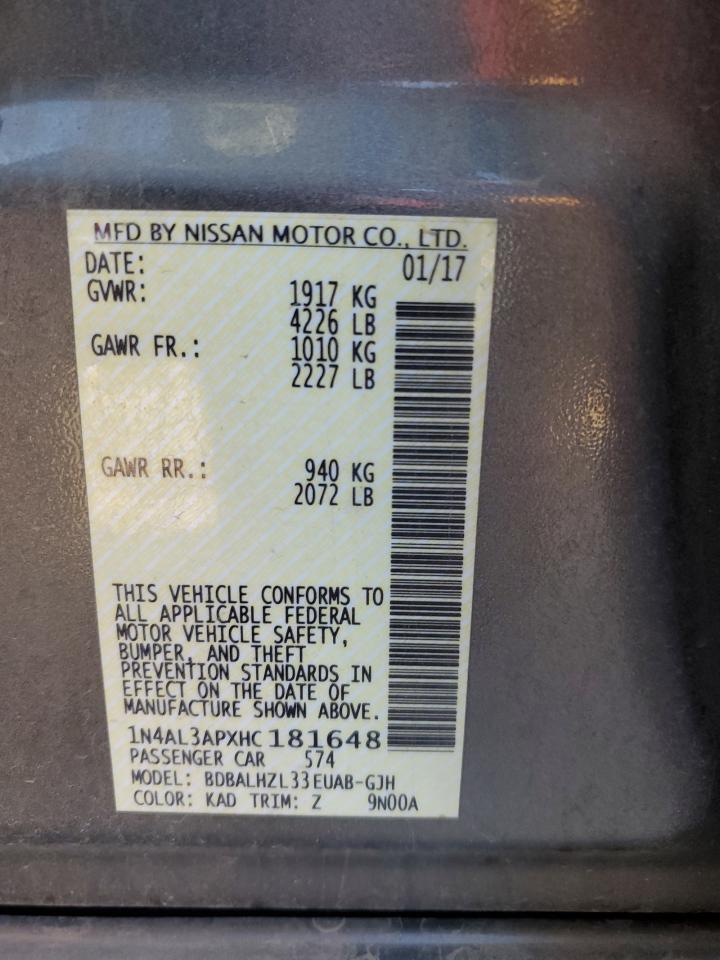 MFD BY NISSAN MOTOR CO., LTD.
DATE: 01/17
GVWR: 1917 KG
4226 LB
GAWR FR.: 1010 KG
2227 LB
GAWR RR.: 940 KG
2072 LB
THIS VEHICLE CONFORMS TO
ALL APPLICABLE FEDERAL
MOTOR VEHICLE SAFETY,
BUMPER, AND THEFT
PREVENTION STANDARDS IN
EFFECT ON THE DATE OF
MANUFACTURE SHOWN ABOVE.
1N4AL3APXHC181648
PASSENGER CAR 574
MODEL: BDBALHZL33EUAB-GJH
COLOR: KAD TRIM: Z 9N00A